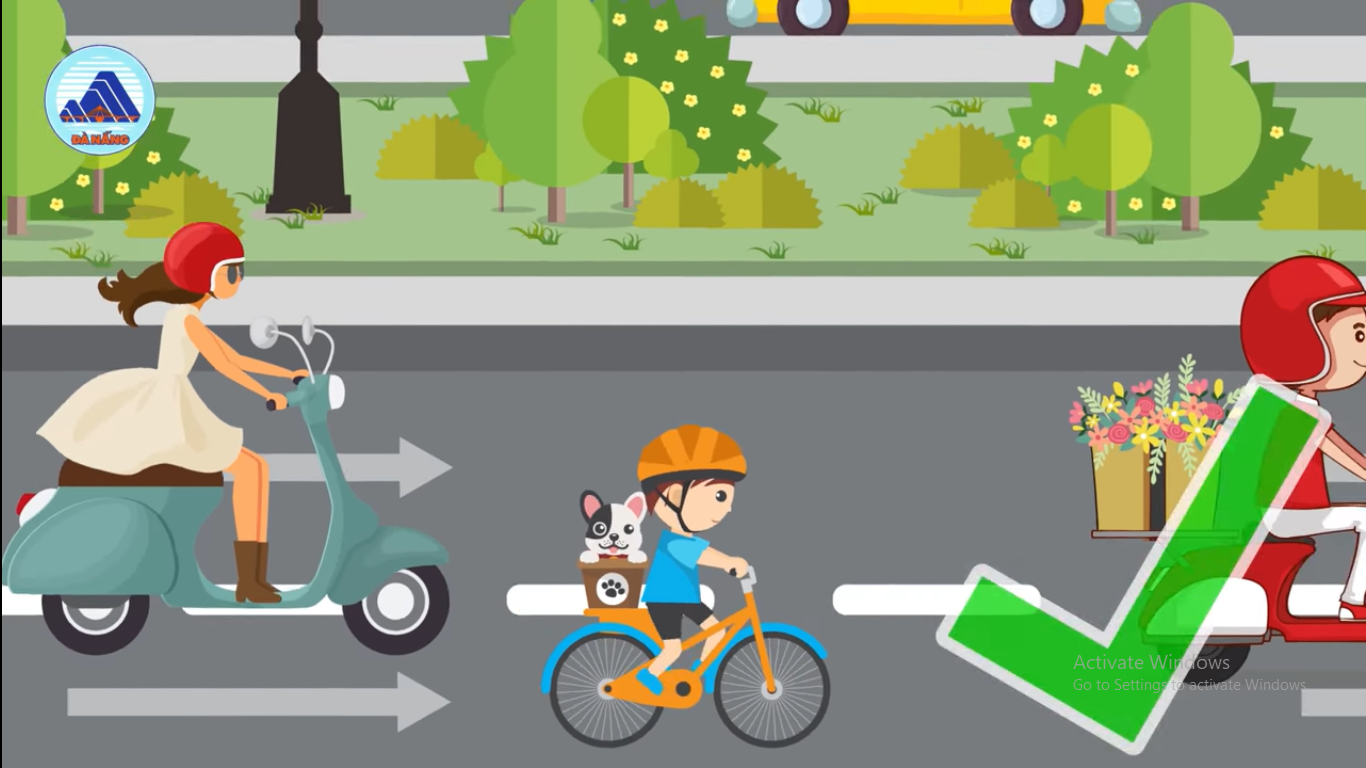 ĐÀ NẴNG
Activate Windows
Go to Settings to activate Windows.